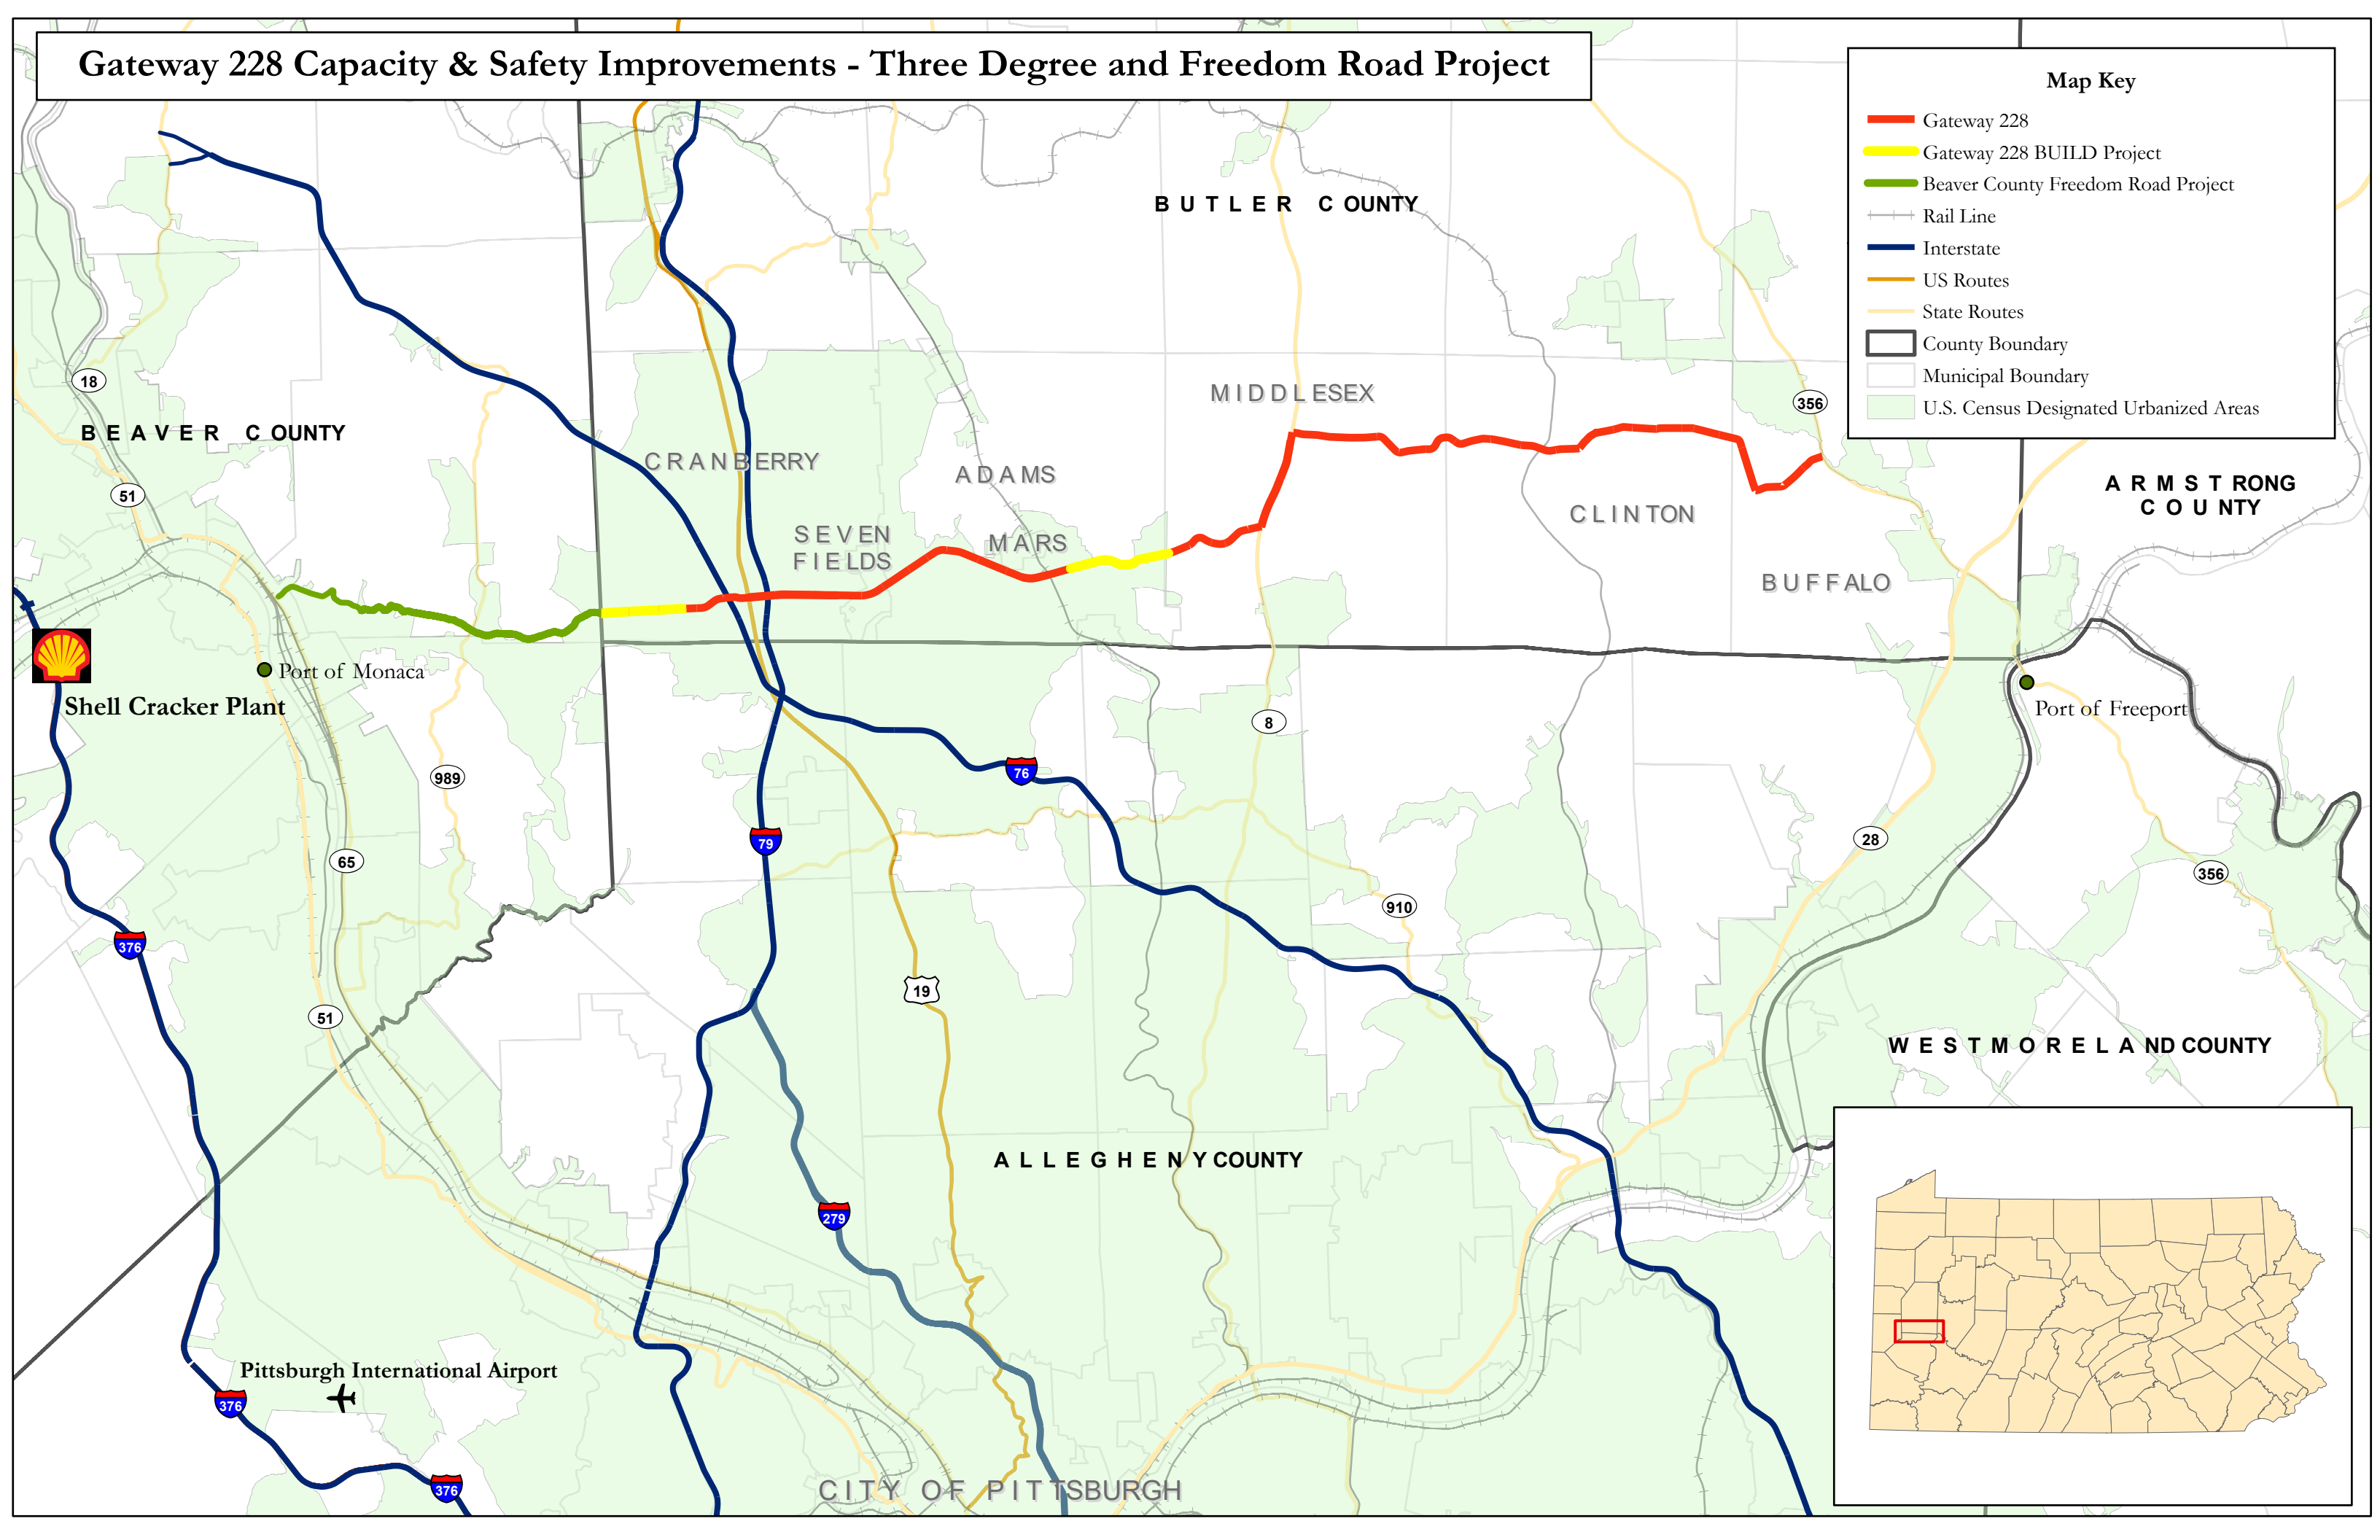 Gateway 228 Capacity & Safety Improvements - Three Degree and Freedom Road Project
Map Key
Gateway 228
Gateway 228 BUILD Project
Beaver County Freedom Road Project
Rail Line
Interstate
US Routes
State Routes
County Boundary
Municipal Boundary
U.S. Census Designated Urbanized Areas
BUTLER COUNTY
18
MIDDLESEX
356
BEAVER COUNTY
CRANBERRY
ADAMS
ARMSTRONG
COUNTY
51
CLINTON
SEVEN
FIELDS
MARS
BUFFALO
Port of Monaca
Shell Cracker Plant
Port of Freeport
8
76
989
79
28
65
356
910
376
19
51
WESTMORELAND COUNTY
ALLEGHENY COUNTY
279
Pittsburgh International Airport
376
376
CITY OF PITTSBURGH